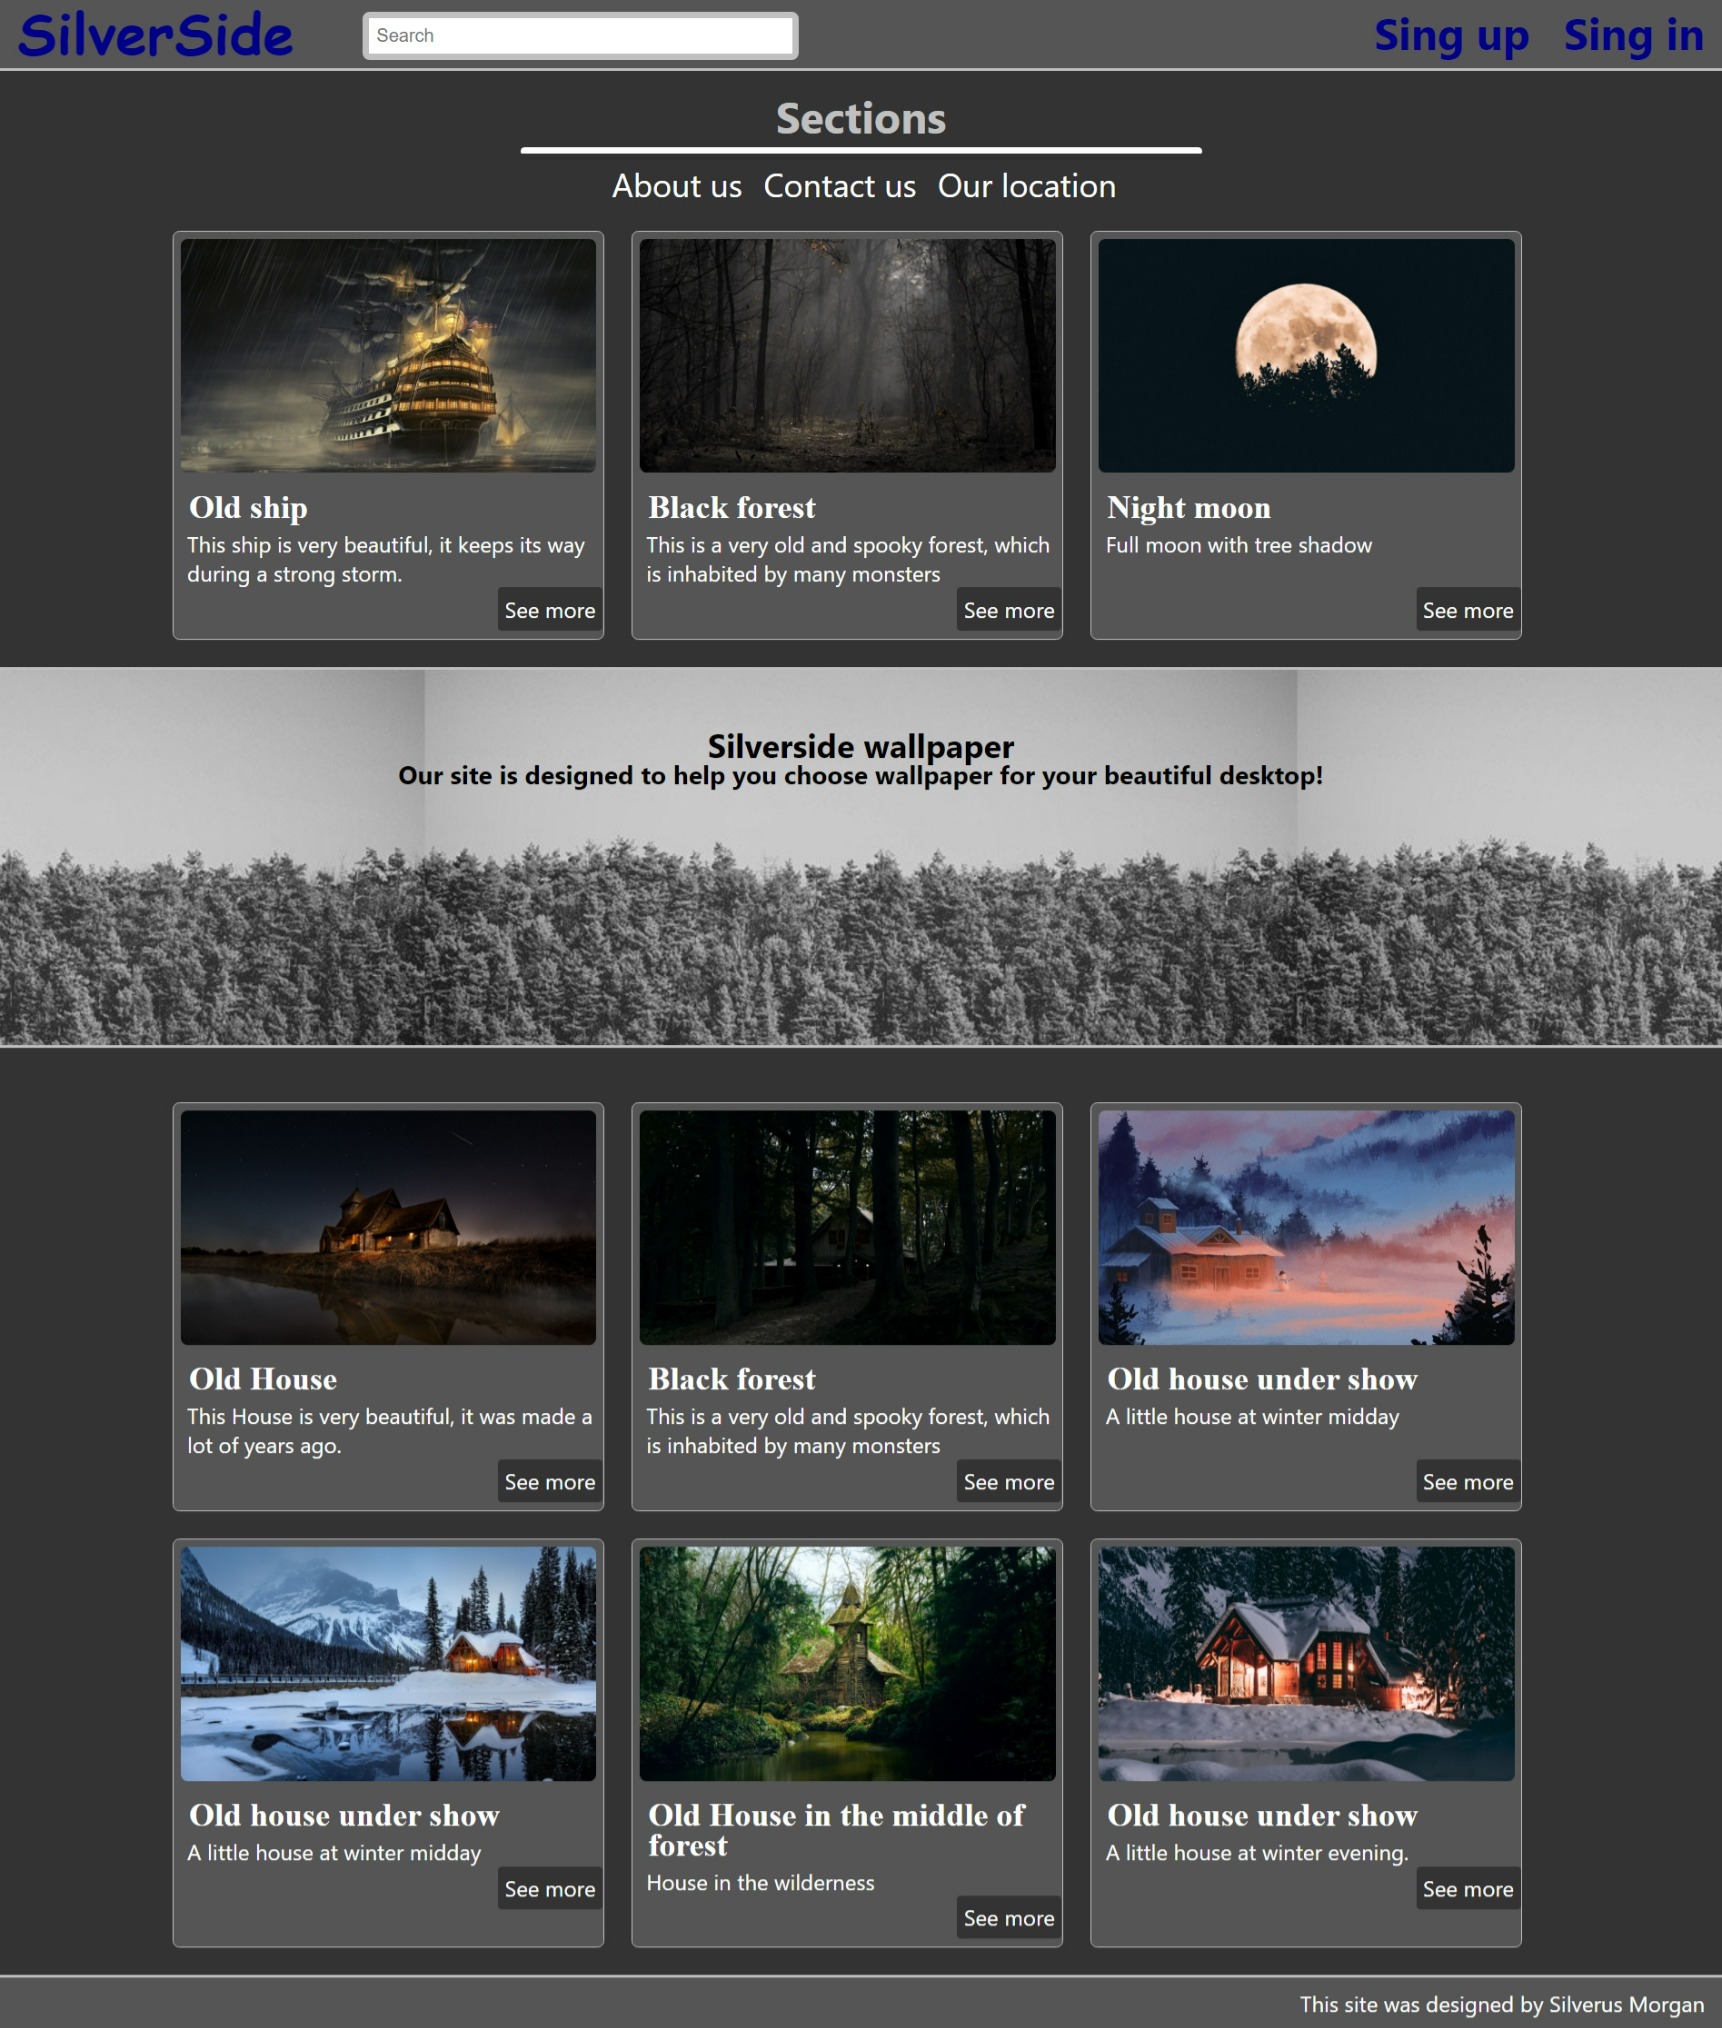 SilverSide
Search
Sing up
Sing in
Sections
About us
Contact us
Our location
Old ship
This ship is very beautiful, it keeps its way
during a strong storm.
See more
Black forest
This is a very old and spooky forest, which
is inhabited by many monsters
See more
Night moon
Full moon with tree shadow
See more
Silverside wallpaper
Our site is designed to help you choose wallpaper for your beautiful desktop!
Old House
This House is very beautiful, it was made a
lot of years ago.
See more
Black forest
This is a very old and spooky forest, which
is inhabited by many monsters
See more
Old house under show
A little house at winter midday
See more
Old house under show
A little house at winter midday
See more
Old House in the middle of
forest
House in the wilderness
See more
Old house under show
A little house at winter evening.
See more
This site was designed by Silverus Morgan